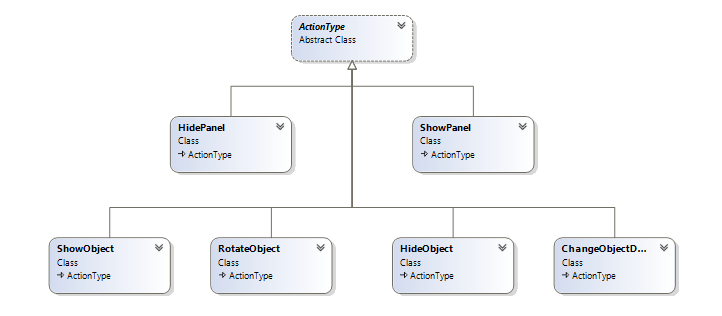 ActionType
Abstract Class
HidePanel
Class
ActionType
ShowPanel
Class
ActionType
ShowObject
Class
ActionType
RotateObject
Class
ActionType
HideObject
Class
ActionType
ChangeObjectD...
Class
ActionType